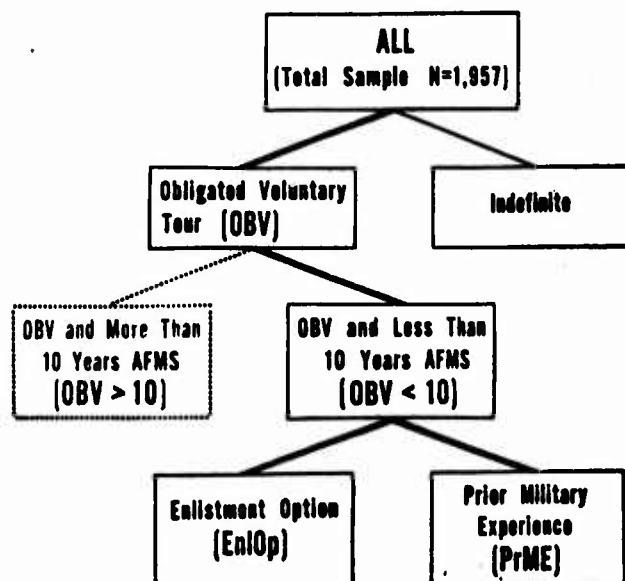 ALL
(Total Sample N=1,957)
Obligated Voluntary
Tour (OBV)
Indefinite
OBV and More Than
10 Years AFMS
(OBV > 10)
OBV and Less Than
10 Years AFMS
(OBV < 10)
Enlistment Option
(EnlOp)
Prior Military
Experience
(PrME)